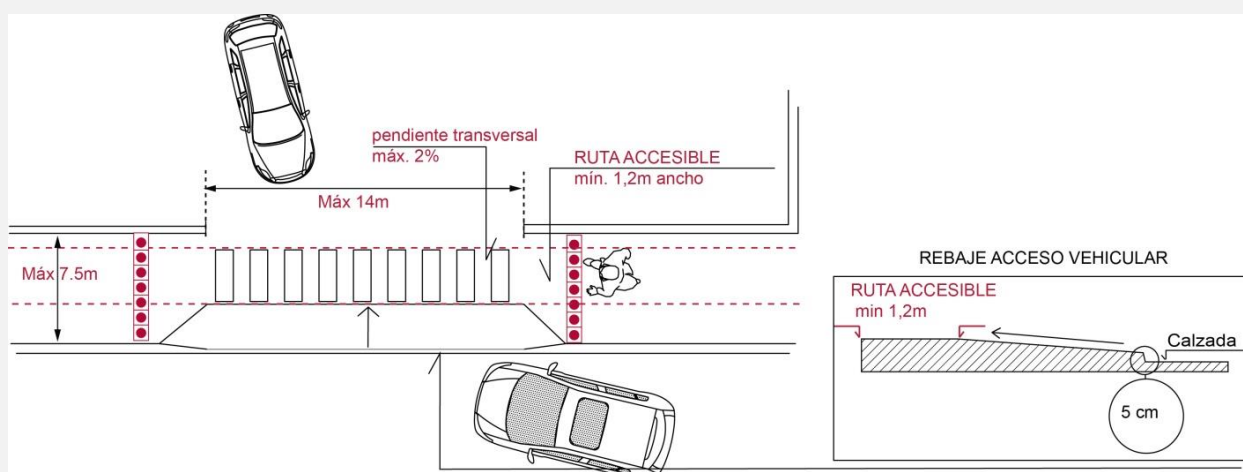 pendiente transversal
máx. 2%
RUTA ACCESIBLE
mín. 1,2m ancho
Máx 14m
Máx 7.5m
REBAJE ACCESO VEHICULAR
RUTA ACCESIBLE
min 1,2m
Calzada
5 cm